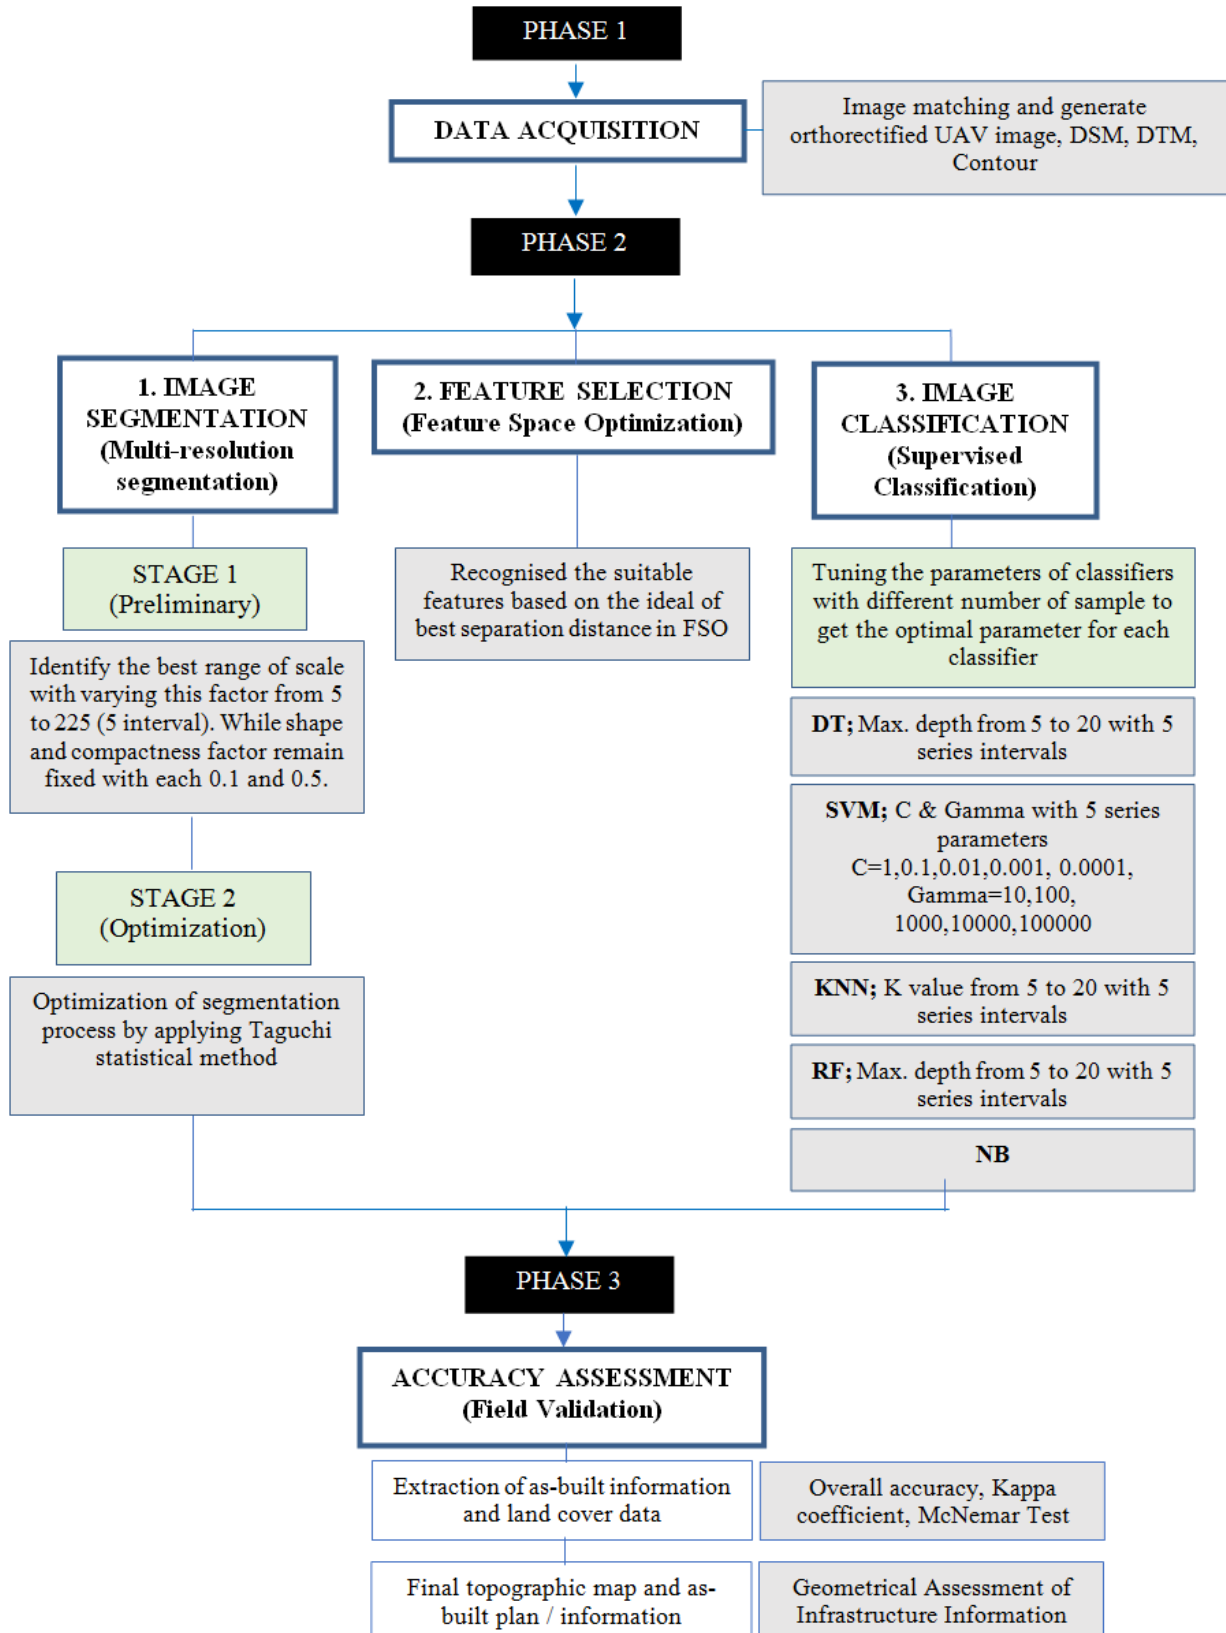 PHASE 1
DATA ACQUISITION
Image matching and generate
orthorectified UAV image, DSM, DTM,
Contour
PHASE 2
1. IMAGE
SEGMENTATION
(Multi-resolution
segmentation)
STAGE 1
(Preliminary)
Identify the best range of scale
with varying this factor from 5
to 225 (5 interval). While shape
and compactness factor remain
fixed with each 0.1 and 0.5.
STAGE 2
(Optimization)
Optimization of segmentation
process by applying Taguchi
statistical method
2. FEATURE SELECTION
(Feature Space Optimization)
Recognised the suitable
features based on the ideal of
best separation distance in FSO
3. IMAGE
CLASSIFICATION
(Supervised
Classification)
Tuning the parameters of classifiers
with different number of sample to
get the optimal parameter for each
classifier
DT; Max. depth from 5 to 20 with 5
series intervals
SVM; C & Gamma with 5 series
parameters
C=1,0.1,0.01,0.001, 0.0001,
Gamma=10,100,
1000,10000,100000
KNN; K value from 5 to 20 with 5
series intervals
RF; Max. depth from 5 to 20 with 5
series intervals
NB
PHASE 3
ACCURACY ASSESSMENT
(Field Validation)
Extraction of as-built information
and land cover data
Overall accuracy, Kappa
coefficient, McNemar Test
Final topographic map and as-
built plan / information
Geometrical Assessment of
Infrastructure Information